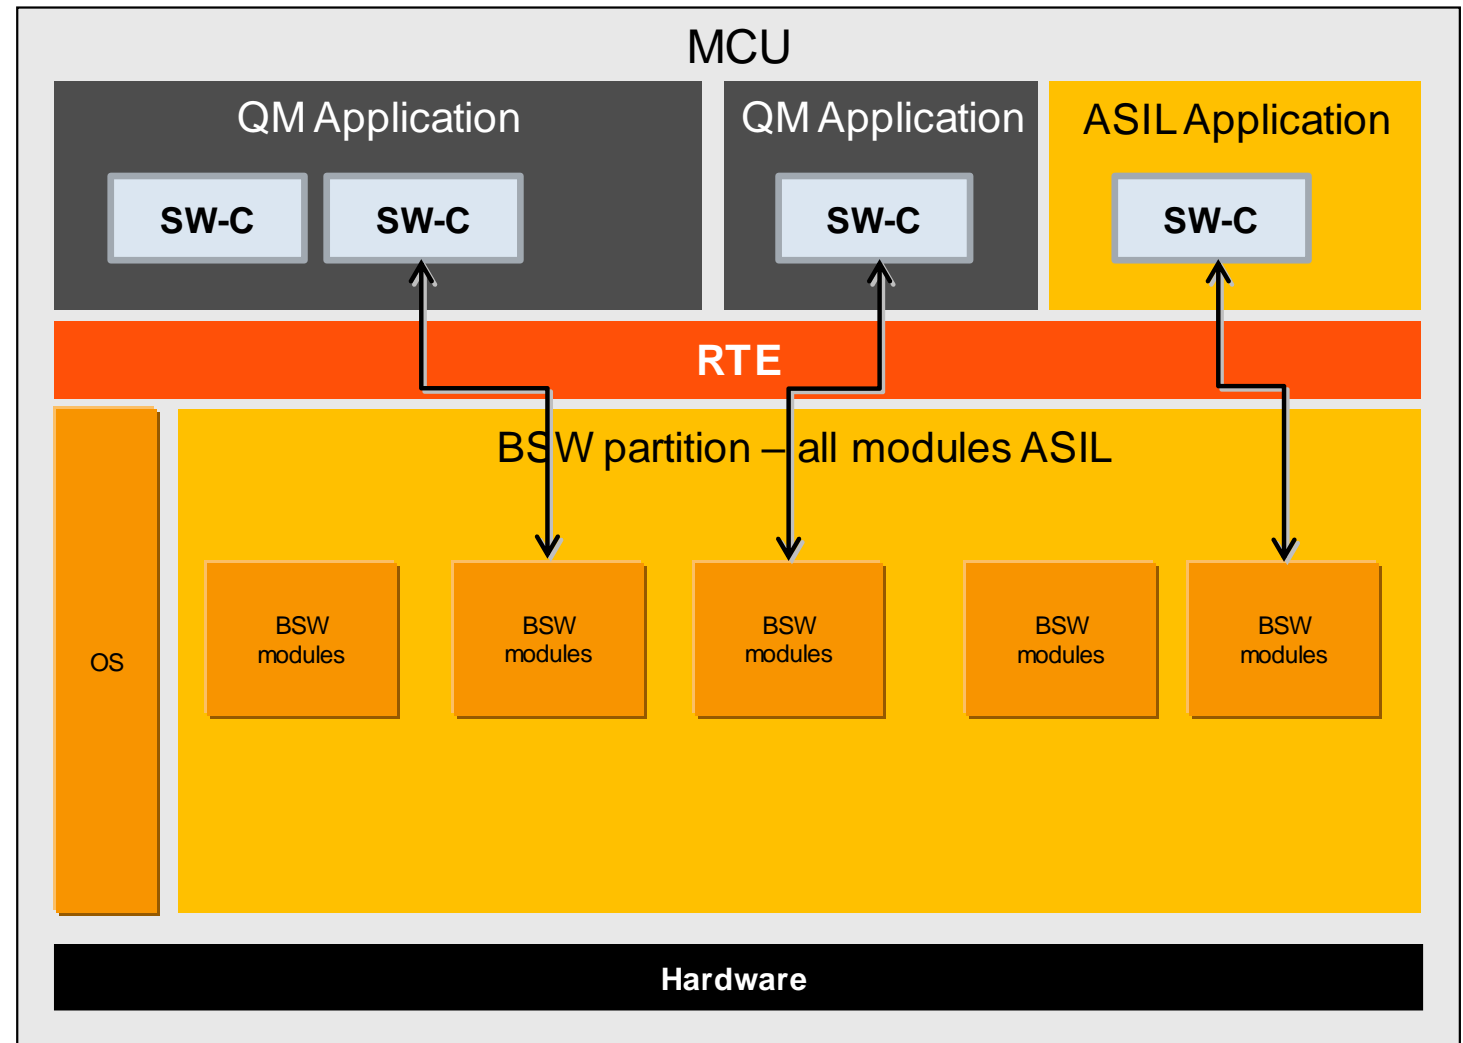 MCU
QM Application
QM Application
ASIL Application
SW-C
SW-C
SW-C
SW-C
RTE
BSW partition – all modules ASIL
OS
BSW
modules
BSW
modules
BSW
modules
BSW
modules
BSW
modules
Hardware